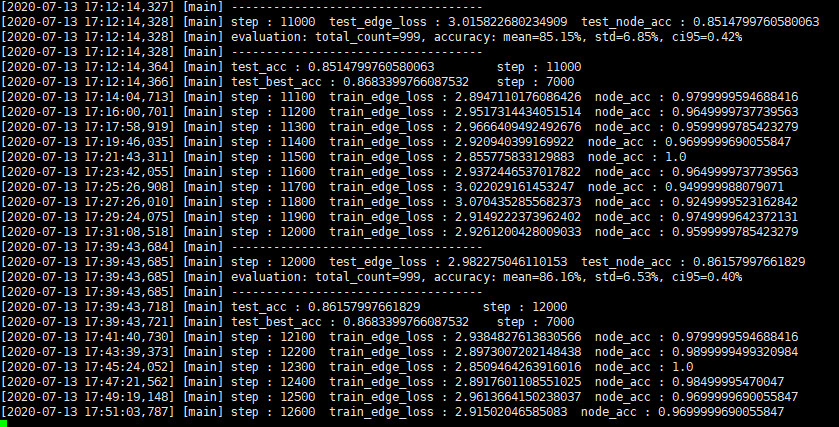 [2020-07-13 17:12:14,327] [main] ------------------------------------
[2020-07-13 17:12:14,328] [main] step : 11000 test_edge_loss : 3.015822680234909 test_node_acc : 0.8514799760580063
[2020-07-13 17:12:14,328] [main] evaluation: total_count=999, accuracy: mean=85.15%, std=6.85%, ci95=0.42%
[2020-07-13 17:12:14,328] [main] ------------------------------------
[2020-07-13 17:12:14,364] [main] test_acc : 0.8514799760580063 step : 11000
[2020-07-13 17:12:14,366] [main] test_best_acc : 0.8683399766087532 step : 7000
[2020-07-13 17:14:04,713] [main] step : 11100 train_edge_loss : 2.8947110176086426 node_acc : 0.9799999594688416
[2020-07-13 17:16:00,701] [main] step : 11200 train_edge_loss : 2.9517314434051514 node_acc : 0.9649999737739563
[2020-07-13 17:17:58,919] [main] step : 11300 train_edge_loss : 2.9666409492492676 node_acc : 0.9599999785423279
[2020-07-13 17:19:46,035] [main] step : 11400 train_edge_loss : 2.920940399169922 node_acc : 0.9699999690055847
[2020-07-13 17:21:43,311] [main] step : 11500 train_edge_loss : 2.855775833129883 node_acc : 1.0
[2020-07-13 17:23:42,055] [main] step : 11600 train_edge_loss : 2.9372446537017822 node_acc : 0.9649999737739563
[2020-07-13 17:25:26,908] [main] step : 11700 train_edge_loss : 3.022029161453247 node_acc : 0.949999988079071
[2020-07-13 17:27:26,010] [main] step : 11800 train_edge_loss : 3.0704352855682373 node_acc : 0.9249999523162842
[2020-07-13 17:29:24,075] [main] step : 11900 train_edge_loss : 2.9149222373962402 node_acc : 0.9749999642372131
[2020-07-13 17:31:08,518] [main] step : 12000 train_edge_loss : 2.9261200428009033 node_acc : 0.9599999785423279
[2020-07-13 17:39:43,684] [main] ------------------------------------
[2020-07-13 17:39:43,685] [main] step : 12000 test_edge_loss : 2.982275046110153 test_node_acc : 0.86157997661829
[2020-07-13 17:39:43,685] [main] evaluation: total_count=999, accuracy: mean=86.16%, std=6.53%, ci95=0.40%
[2020-07-13 17:39:43,685] [main] ------------------------------------
[2020-07-13 17:39:43,718] [main] test_acc : 0.86157997661829 step : 12000
[2020-07-13 17:39:43,721] [main] test_best_acc : 0.8683399766087532 step : 7000
[2020-07-13 17:41:40,730] [main] step : 12100 train_edge_loss : 2.9384827613830566 node_acc : 0.9799999594688416
[2020-07-13 17:43:39,373] [main] step : 12200 train_edge_loss : 2.8973007202148438 node_acc : 0.9899999499320984
[2020-07-13 17:45:24,052] [main] step : 12300 train_edge_loss : 2.8509464263916016 node_acc : 1.0
[2020-07-13 17:47:21,562] [main] step : 12400 train_edge_loss : 2.8917601108551025 node_acc : 0.98499995470047
[2020-07-13 17:49:19,148] [main] step : 12500 train_edge_loss : 2.9613664150238037 node_acc : 0.9699999690055847
[2020-07-13 17:51:03,787] [main] step : 12600 train_edge_loss : 2.91502046585083 node_acc : 0.9699999690055847